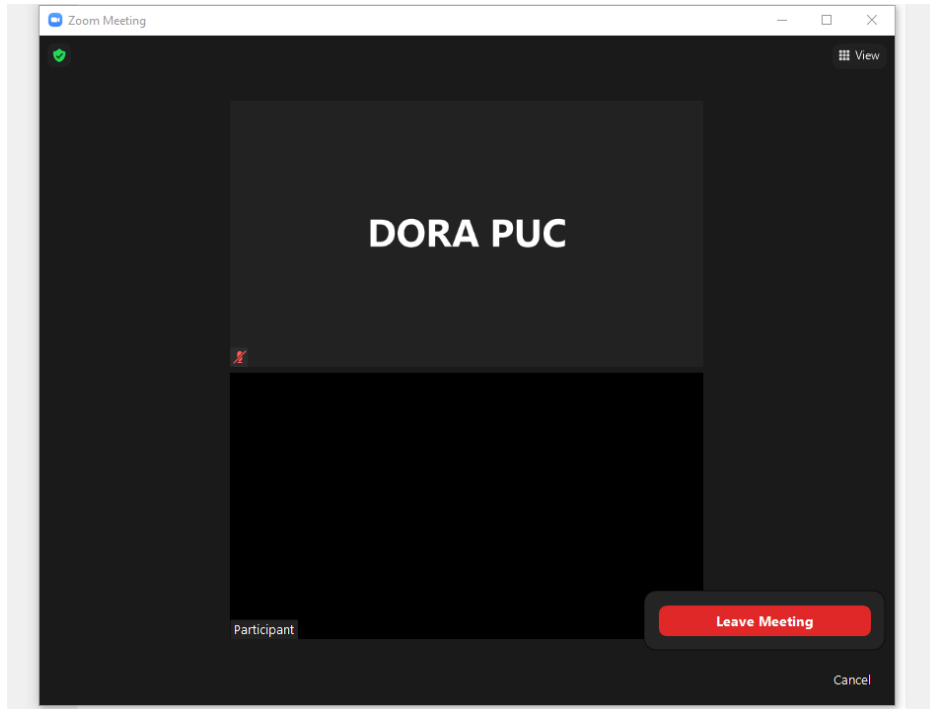 Zoom Meeting
View
DORA PUC
Participant
Leave Meeting
Cancel